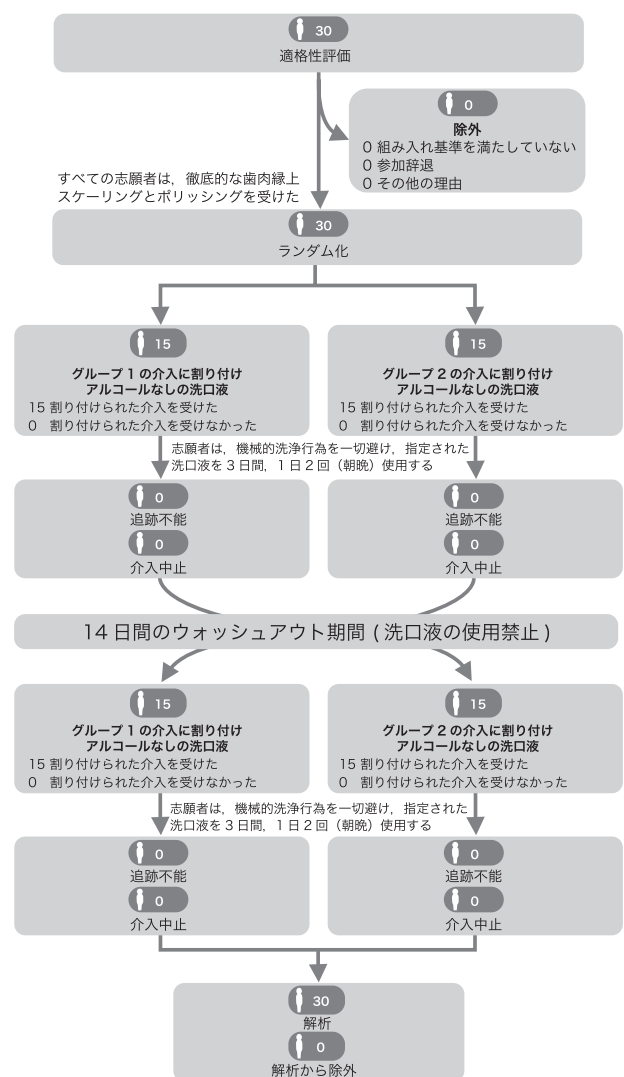 30
適格性評価
0
除外
0 組み入れ基準を満たしていない
0 参加辞退
0 その他の理由
すべての志願者は，徹底的な歯肉縁上
スケーリングとポリッシングを受けた
30
ランダム化
15
グループ 1 の介入に割り付け
アルコールなしの洗口液
15 割り付けられた介入を受けた
0 割り付けられた介入を受けなかった
15
グループ 2 の介入に割り付け
アルコールなしの洗口液
15 割り付けられた介入を受けた
0 割り付けられた介入を受けなかった
志願者は，機械的洗浄行為を一切避け，指定された
洗口液を 3 日間，1 日 2 回（朝晩）使用する
0
追跡不能
0
介入中止
0
追跡不能
0
介入中止
14 日間のウォッシュアウト期間 ( 洗口液の使用禁止 )
15
グループ 1 の介入に割り付け
アルコールなしの洗口液
15 割り付けられた介入を受けた
0 割り付けられた介入を受けなかった
15
グループ 2 の介入に割り付け
アルコールなしの洗口液
15 割り付けられた介入を受けた
0 割り付けられた介入を受けなかった
志願者は，機械的洗浄行為を一切避け，指定された
洗口液を 3 日間，1 日 2 回（朝晩）使用する
0
追跡不能
0
介入中止
0
追跡不能
0
介入中止
30
解析
0
解析から除外